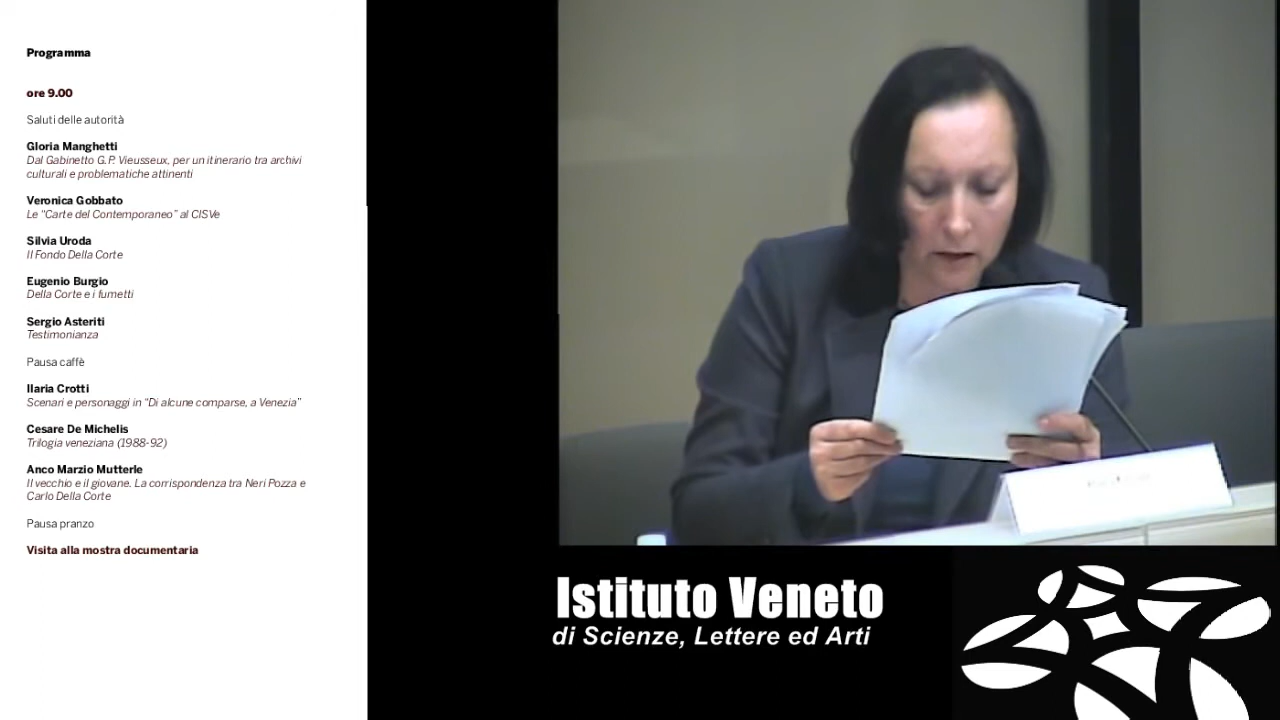 Programma
ore 9.00
Saluti delle autorità
Gloria Manghetti
Dal Gabinetto G.P. Vieusseux, per un itinerario tra archivi
culturali e problematiche attinenti
Veronica Gobbato
Le "Carte del Contemporaneo" al CISVe
Silvia Uroda
Il Fondo Della Corte
Eugenio Burgio
Della Corte e i fumetti
Sergio Asteriti
Testimonianza
Pausa caffè
Ilaria Crotti
Scenari e personaggi in "Di alcune comparse, a Venezia"
Cesare De Michelis
Trilogia veneziana (1988-92)
Anco Marzio Mutterle
Il vecchio e il giovane. La corrispondenza tra Neri Pozza e
Carlo Della Corte
Pausa pranzo
Visita alla mostra documentaria
Istituto Veneto
di Scienze, Lettere ed Arti